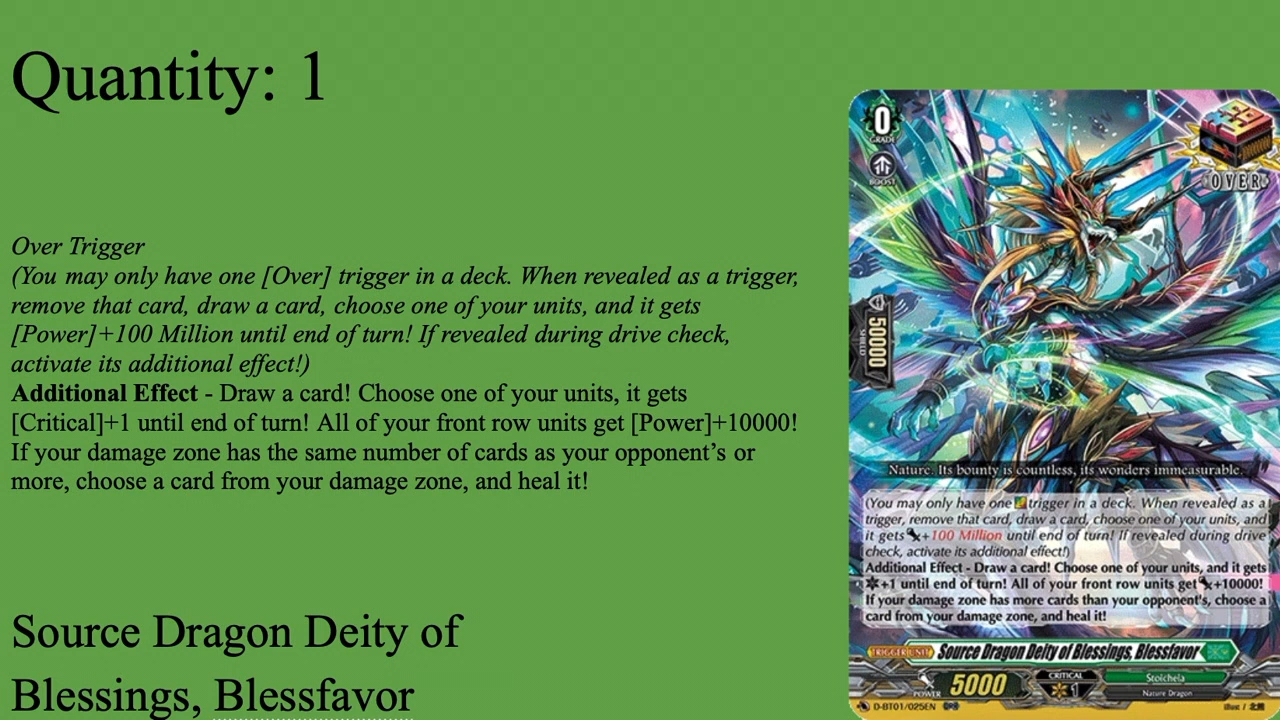 Quantity: 1
Over Trigger
(You may only have one [Over] trigger in a deck. When revealed as a trigger,
remove that card, draw a card, choose one of your units, and it gets
[Power]+100 Million until end of turn! If revealed during drive check,
activate its additional effect!)
Additional Effect - Draw a card! Choose one of your units, it gets
[Critical]+1 until end of turn! All of your front row units get [Power]+10000!
If your damage zone has the same number of cards as your opponent’s or
more, choose a card from your damage zone, and heal it!
Source Dragon Deity of
Blessings, Blessfavor
0
GRADE
BOOST
OVER
50000
SHIELD
Nature. Its bounty is countless, its wonders immeasurable.
(You may only have one trigger in a deck. When revealed as a
trigger, remove that card, draw a card, choose one of your units, and
it gets +100 Million until end of turn! If revealed during drive
check, activate its additional effect!)
Additional Effect - Draw a card! Choose one of your units, and it gets
+1 until end of turn! All of your front row units get +10000!
If your damage zone has more cards than your opponent's, choose a
card from your damage zone, and heal it!
TRIGGER UNIT Source Dragon Deity of Blessings, Blessfavor
POWER 5000 CRITICAL 1 Stoicheia
Nature Dragon
D-BT01/025EN